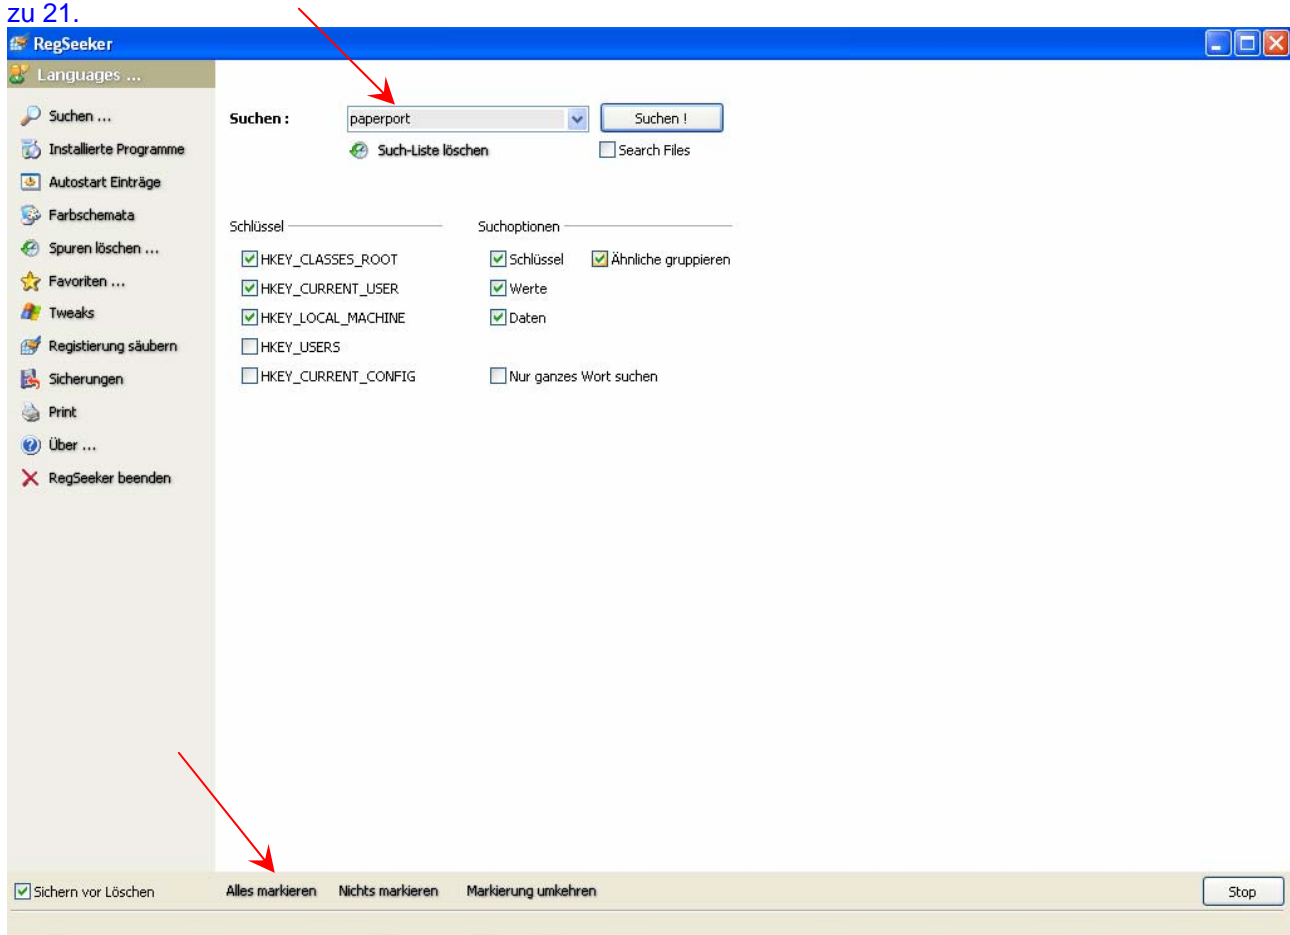 zu 21.
RegSeeker
Languages ...
Suchen ...
Installierte Programme
Autostart Einträge
Farbschemata
Spuren löschen ...
Favoriten ...
Tweaks
Registierung säubern
Sicherungen
Print
Über ...
RegSeeker beenden
Suchen : paperport Suchen !
Such-Liste löschen Search Files
Schlüssel Suchoptionen
HKEY_CLASSES_ROOT Schlüssel Ähnliche gruppieren
HKEY_CURRENT_USER Werte
HKEY_LOCAL_MACHINE Daten
HKEY_USERS
HKEY_CURRENT_CONFIG Nur ganzes Wort suchen
Sichern vor Löschen Alles markieren Nichts markieren Markierung umkehren Stop